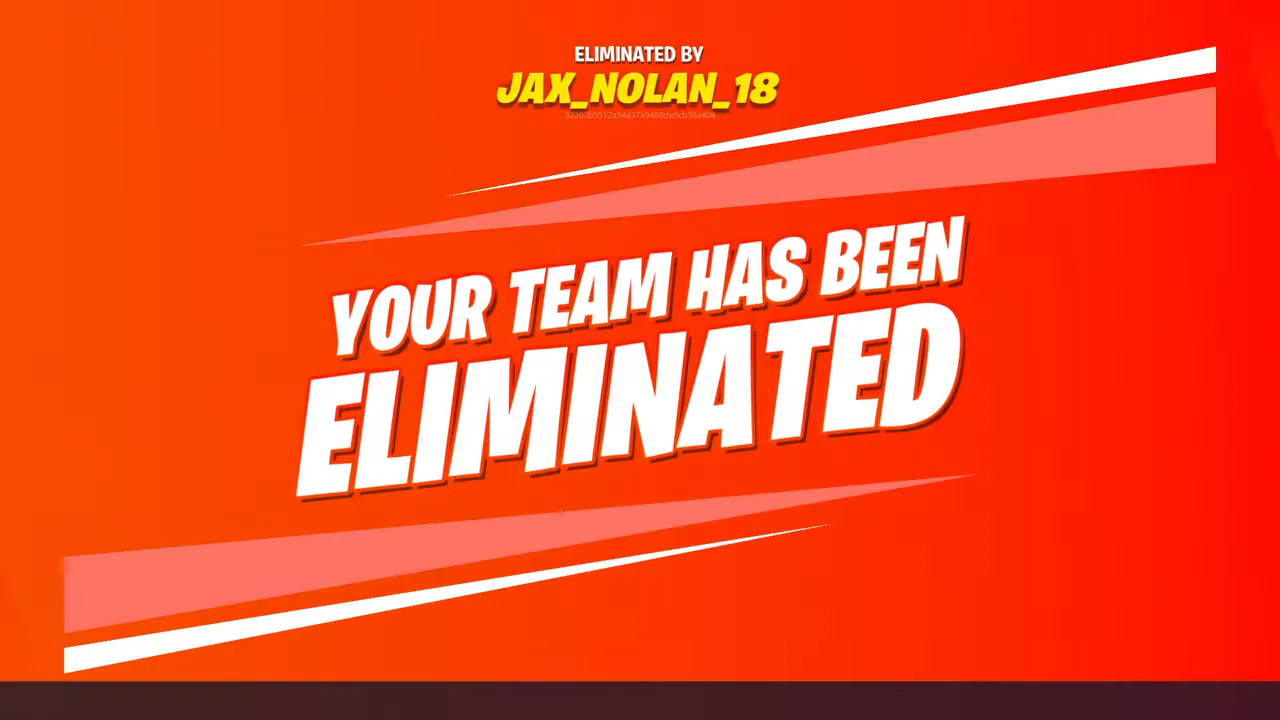 ELIMINATED BY
JAX_NOLAN_18
YOUR TEAM HAS BEEN
ELIMINATED